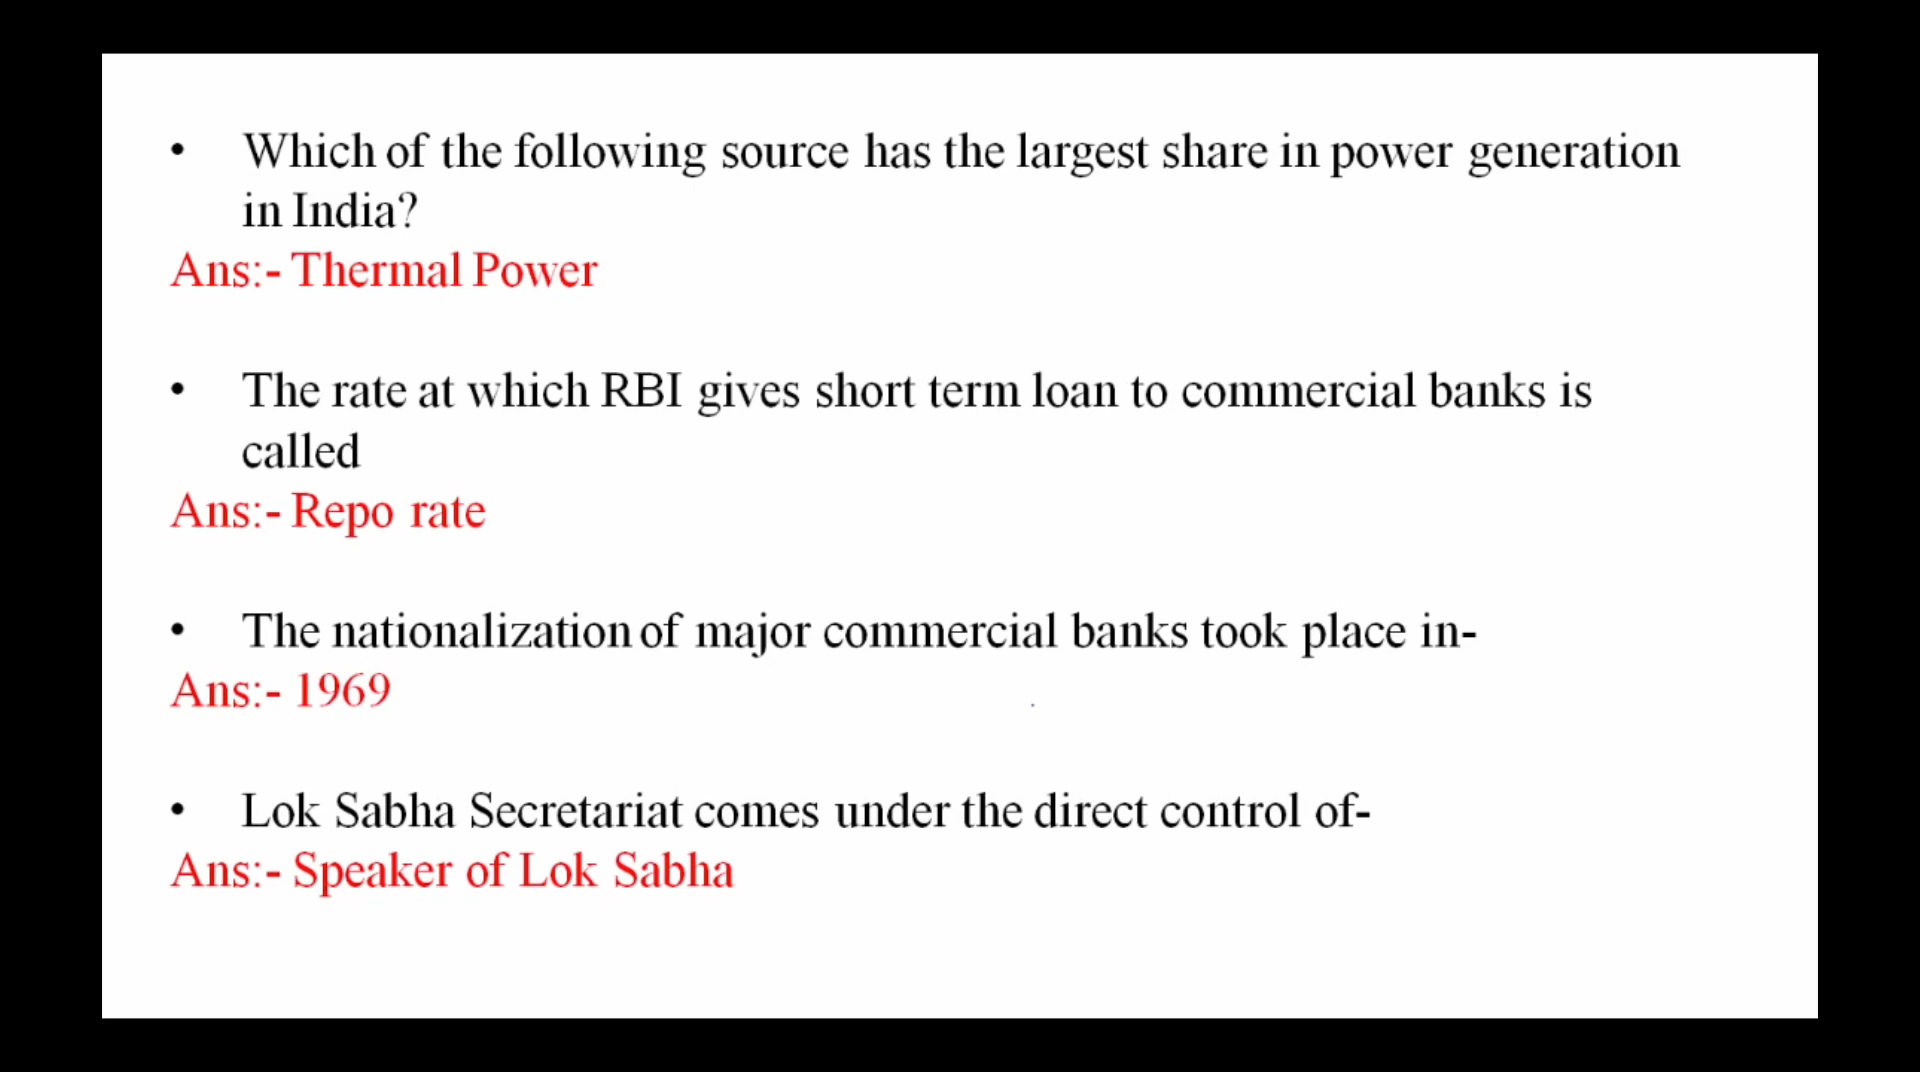 • Which of the following source has the largest share in power generation
in India?
Ans:- Thermal Power
• The rate at which RBI gives short term loan to commercial banks is
called
Ans:- Repo rate
• The nationalization of major commercial banks took place in-
Ans:- 1969
• Lok Sabha Secretariat comes under the direct control of-
Ans:- Speaker of Lok Sabha